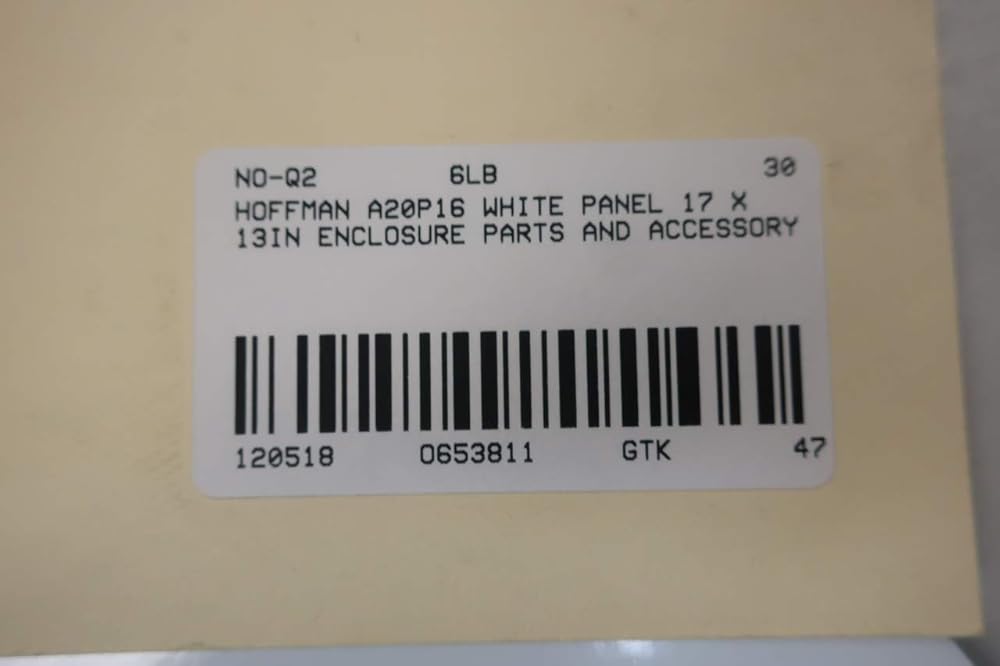 NO-Q2 6LB 30
HOFFMAN A20P16 WHITE PANEL 17 X
13IN ENCLOSURE PARTS AND ACCESSORY
120518 0653811 GTK 47